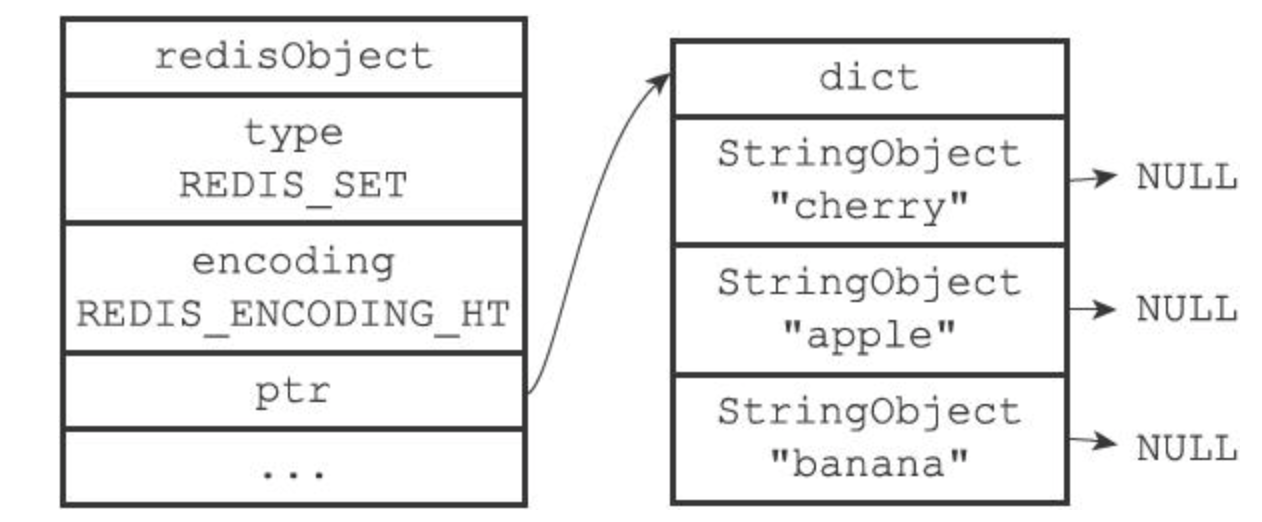 redisObject
type
REDIS_SET
encoding
REDIS_ENCODING_HT
ptr
...
dict
StringObject
"cherry"
NULL
StringObject
"apple"
NULL
StringObject
"banana"
NULL